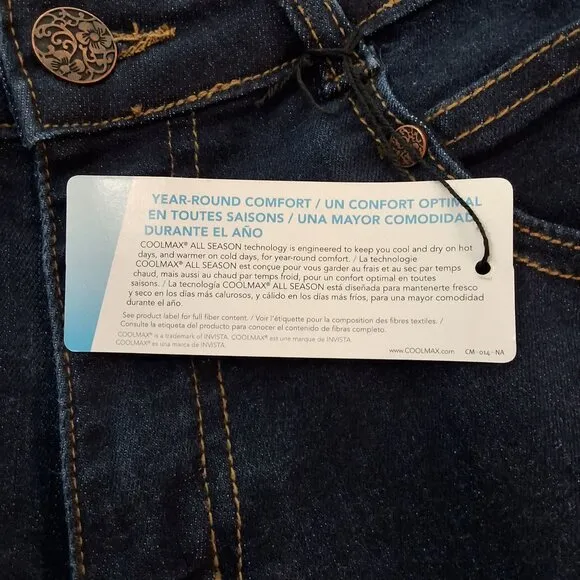 YEAR-ROUND COMFORT / UN CONFORT OPTIMAL
EN TOUTES SAISONS / UNA MAYOR COMODIDAD
DURANTE EL AÑO
COOLMAX® ALL SEASON technology is engineered to keep you cool and dry on hot
days, and warmer on cold days, for year-round comfort. / La technologie
COOLMAX® ALL SEASON est conçue pour vous garder au frais et au sec par temps
chaud, mais aussi au chaud par temps froid, pour un confort optimal en toutes
saisons. / La tecnología COOLMAX® ALL SEASON está diseñada para mantenerte fresco
y seco en los días más calurosos, y cálido en los días más fríos, para una mayor comodidad
durante el año.
See product label for full fiber content. / Voir l'étiquette pour la composition des fibres textiles. /
Consulte la etiqueta del producto para conocer el contenido de fibras completo.
COOLMAX® is a trademark of INVISTA. COOLMAX® est une marque de INVISTA.
COOLMAX® es una marca de INVISTA.
www.COOLMAX.com CM - 014 - NA